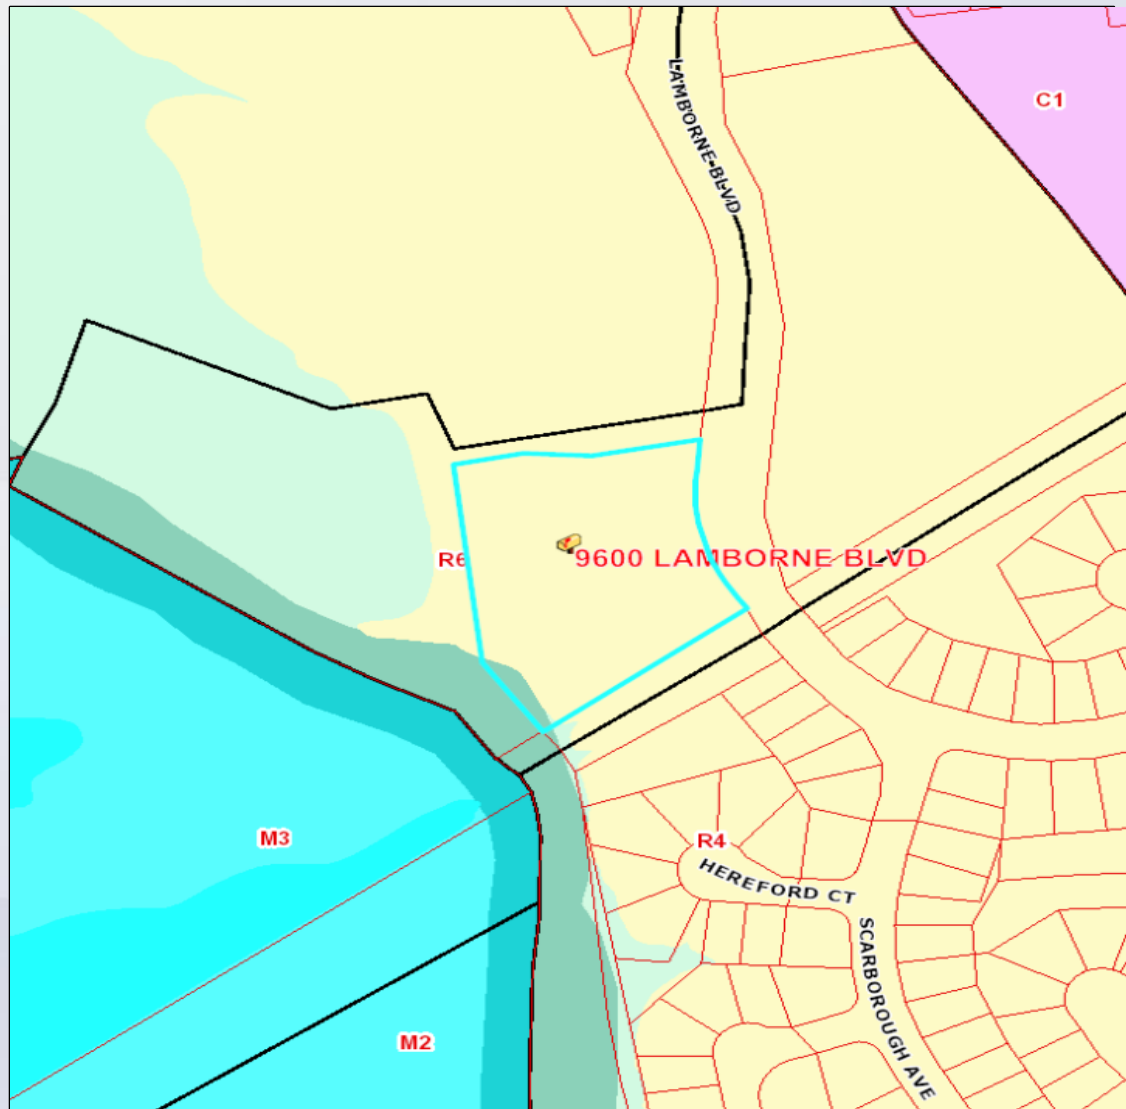 C1
LAMBORNE BLVD
R6
9600 LAMBORNE BLVD
M3
R4
HEREFORD CT
SCARBOROUGH AVE
M2